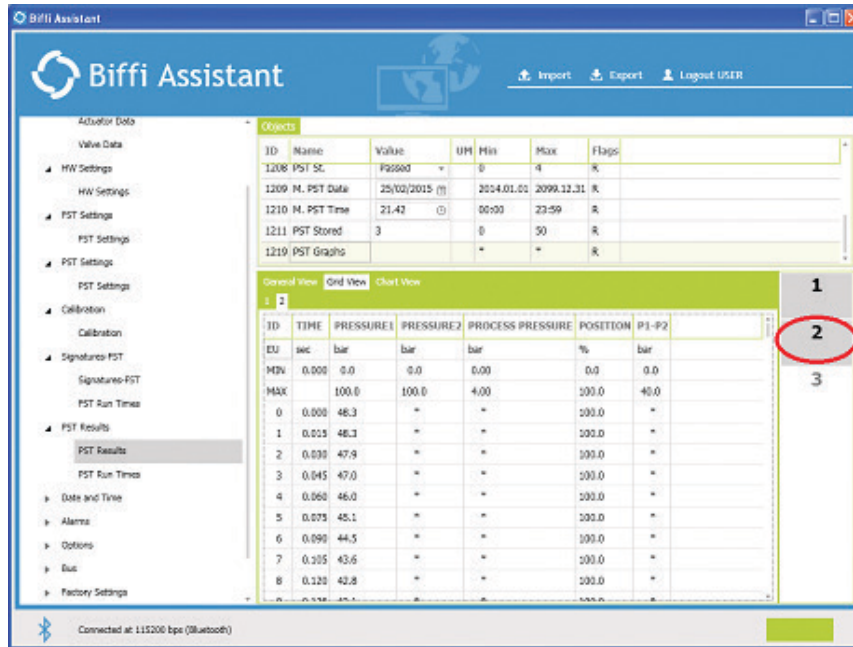 Biffi Assistant
Biffi Assistant
Import Export Logout USER
Actuator Data
Valve Data
HW Settings
HW Settings
FST Settings
FST Settings
PST Settings
PST Settings
Calibration
Calibration
Signatures-FST
Signatures-FST
FST Run Times
PST Results
PST Results
PST Run Times
Date and Time
Alarms
Options
Bus
Factory Settings
Objects
ID Name Value UM Min Max Flags
1208 PST St. Passed 0 4 R
1209 M. PST Date 25/02/2015 2014.01.01 2099.12.31 R
1210 M. PST Time 21.42 00:00 23:59 R
1211 PST Stored 3 0 50 R
1219 PST Graphs * * R
General View Grid View Chart View
1 2
ID TIME PRESSURE1 PRESSURE2 PROCESS PRESSURE POSITION P1-P2
EU sec bar bar bar % bar
MIN 0.000 0.0 0.0 0.00 0.0 0.0
MAX 100.0 100.0 4.00 100.0 40.0
0 0.000 48.3 * * 100.0 *
1 0.015 48.3 * * 100.0 *
2 0.030 47.9 * * 100.0 *
3 0.045 47.0 * * 100.0 *
4 0.060 46.0 * * 100.0 *
5 0.075 45.1 * * 100.0 *
6 0.090 44.5 * * 100.0 *
7 0.105 43.6 * * 100.0 *
8 0.120 42.8 * * 100.0 *
1
2
3
Connected at 115200 bps (Bluetooth)